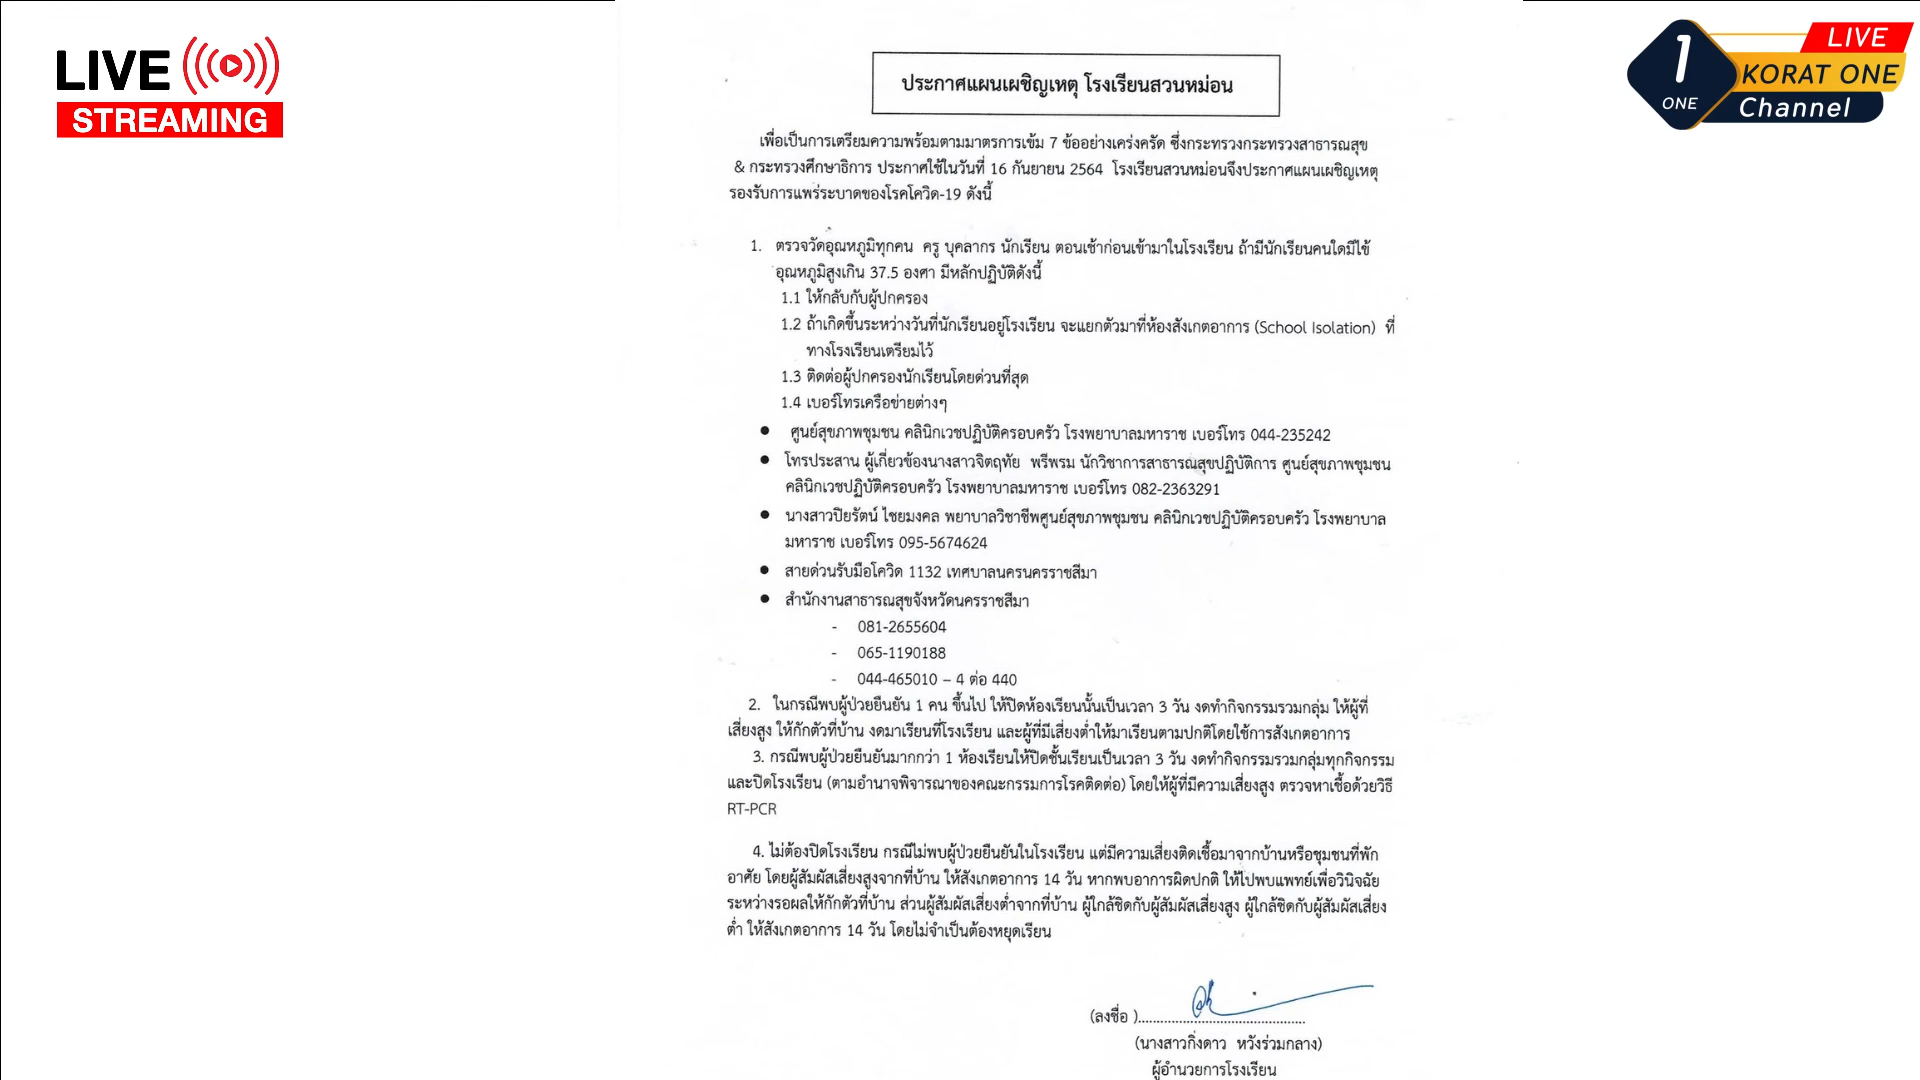 LIVE
STREAMING
1
ONE
LIVE
KORAT ONE
Channel
ประกาศแผนเผชิญเหตุ โรงเรียนสวนหม่อน
เพื่อเป็นการเตรียมความพร้อมตามมาตรการเข้ม 7 ข้ออย่างเคร่งครัด ซึ่งกระทรวงกระทรวงสาธารณสุข
& กระทรวงศึกษาธิการ ประกาศใช้ในวันที่ 16 กันยายน 2564 โรงเรียนสวนหม่อนจึงประกาศแผนเผชิญเหตุ
รองรับการแพร่ระบาดของโรคโควิด-19 ดังนี้
1. ตรวจวัดอุณหภูมิทุกคน ครู บุคลากร นักเรียน ตอนเช้าก่อนเข้ามาในโรงเรียน ถ้ามีนักเรียนคนใดมีไข้
อุณหภูมิสูงเกิน 37.5 องศา มีหลักปฏิบัติดังนี้
1.1 ให้กลับกับผู้ปกครอง
1.2 ถ้าเกิดขึ้นระหว่างวันที่นักเรียนอยู่โรงเรียน จะแยกตัวมาที่ห้องสังเกตอาการ (School Isolation) ที่
ทางโรงเรียนเตรียมไว้
1.3 ติดต่อผู้ปกครองนักเรียนโดยด่วนที่สุด
1.4 เบอร์โทรเครือข่ายต่างๆ
● ศูนย์สุขภาพชุมชน คลินิกเวชปฏิบัติครอบครัว โรงพยาบาลมหาราช เบอร์โทร 044-235242
● โทรประสาน ผู้เกี่ยวข้องนางสาวจิตฤทัย พรีพรม นักวิชาการสาธารณสุขปฏิบัติการ ศูนย์สุขภาพชุมชน
คลินิกเวชปฏิบัติครอบครัว โรงพยาบาลมหาราช เบอร์โทร 082-2363291
● นางสาวปิยรัตน์ ไชยมงคล พยาบาลวิชาชีพศูนย์สุขภาพชุมชน คลินิกเวชปฏิบัติครอบครัว โรงพยาบาล
มหาราช เบอร์โทร 095-5674624
● สายด่วนรับมือโควิด 1132 เทศบาลนครนครราชสีมา
● สำนักงานสาธารณสุขจังหวัดนครราชสีมา
- 081-2655604
- 065-1190188
- 044-465010 – 4 ต่อ 440
2. ในกรณีพบผู้ป่วยยืนยัน 1 คน ขึ้นไป ให้ปิดห้องเรียนนั้นเป็นเวลา 3 วัน งดทำกิจกรรมรวมกลุ่ม ให้ผู้ที่
เสี่ยงสูง ให้กักตัวที่บ้าน งดมาเรียนที่โรงเรียน และผู้ที่มีเสี่ยงต่ำให้มาเรียนตามปกติโดยใช้การสังเกตอาการ
3. กรณีพบผู้ป่วยยืนยันมากกว่า 1 ห้องเรียนให้ปิดชั้นเรียนเป็นเวลา 3 วัน งดทำกิจกรรมรวมกลุ่มทุกกิจกรรม
และปิดโรงเรียน (ตามอำนาจพิจารณาของคณะกรรมการโรคติดต่อ) โดยให้ผู้ที่มีความเสี่ยงสูง ตรวจหาเชื้อด้วยวิธี
RT-PCR
4. ไม่ต้องปิดโรงเรียน กรณีไม่พบผู้ป่วยยืนยันในโรงเรียน แต่มีความเสี่ยงติดเชื้อมาจากบ้านหรือชุมชนที่พัก
อาศัย โดยผู้สัมผัสเสี่ยงสูงจากที่บ้าน ให้สังเกตอาการ 14 วัน หากพบอาการผิดปกติ ให้ไปพบแพทย์เพื่อวินิจฉัย
ระหว่างรอผลให้กักตัวที่บ้าน ส่วนผู้สัมผัสเสี่ยงต่ำจากที่บ้าน ผู้ใกล้ชิดกับผู้สัมผัสเสี่ยงสูง ผู้ใกล้ชิดกับผู้สัมผัสเสี่ยง
ต่ำ ให้สังเกตอาการ 14 วัน โดยไม่จำเป็นต้องหยุดเรียน
(ลงชื่อ )..........................................
(นางสาวกิ่งดาว หวังร่วมกลาง)
ผู้อำนวยการโรงเรียน